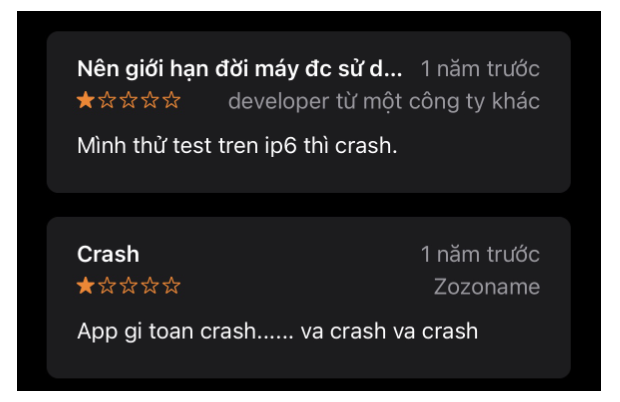 Nên giới hạn đời máy đc sử d... 1 năm trước
★☆☆☆☆ developer từ một công ty khác
Mình thử test tren ip6 thì crash.
Crash 1 năm trước
★☆☆☆☆ Zozoname
App gi toan crash...... va crash va crash